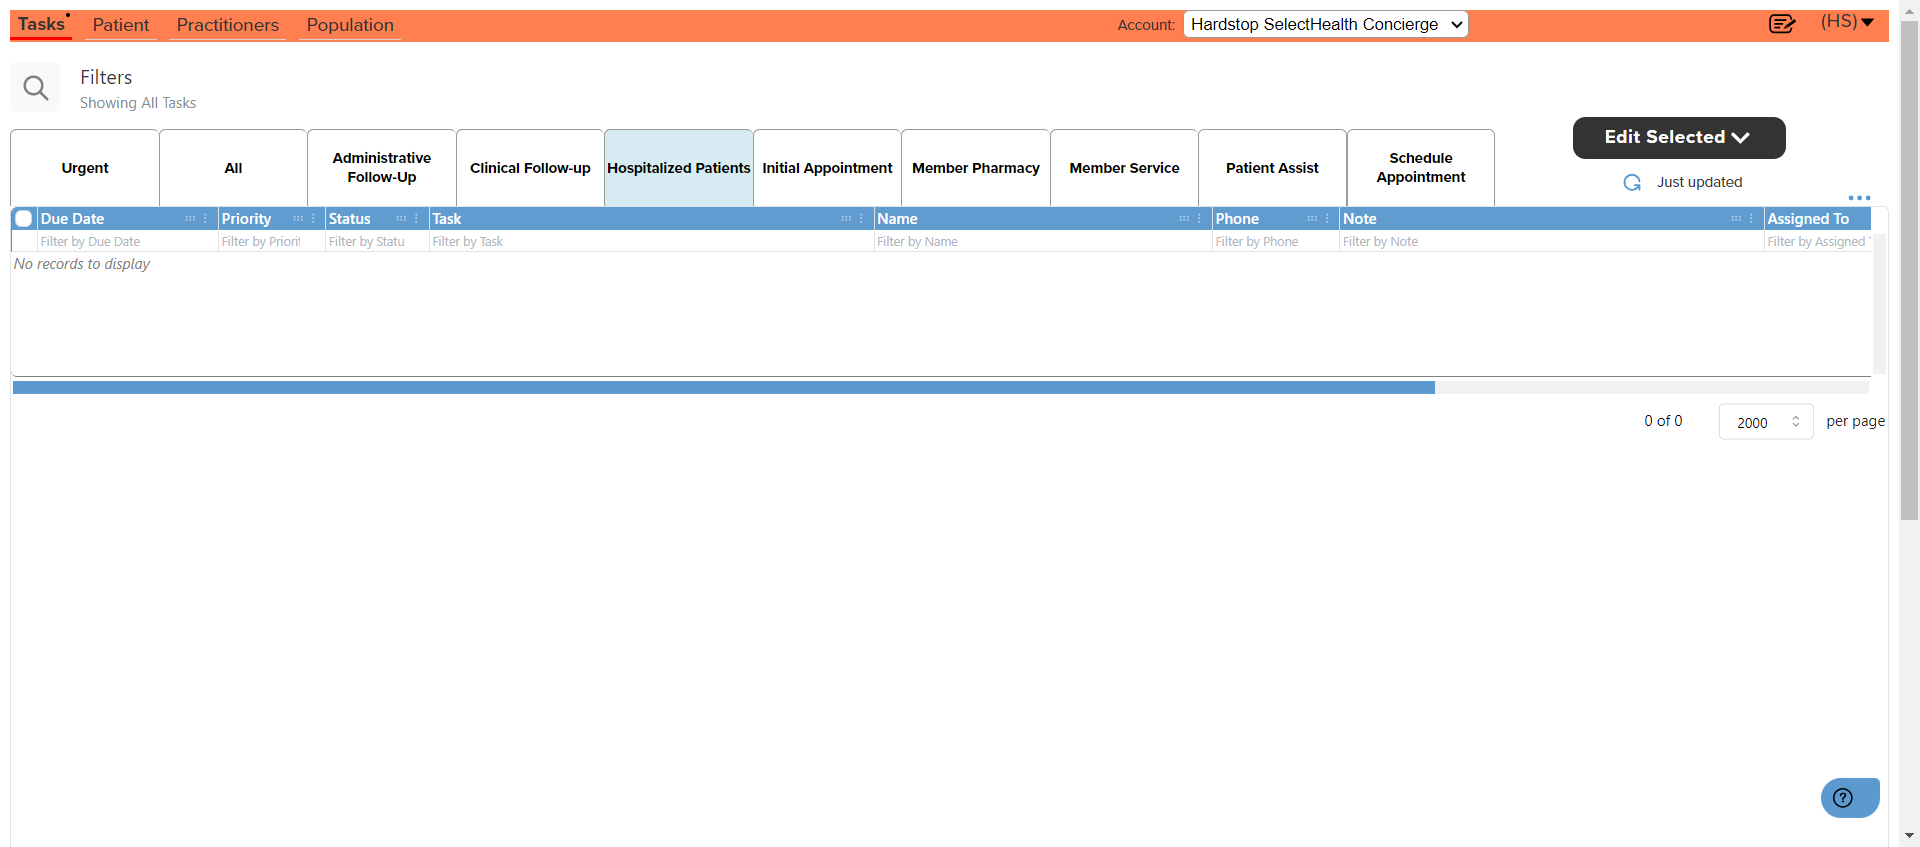 Tasks Patient Practitioners Population Account: Hardstop SelectHealth Concierge (HS)
Filters
Showing All Tasks
Edit Selected
Urgent All Administrative Follow-Up Clinical Follow-up Hospitalized Patients Initial Appointment Member Pharmacy Member Service Patient Assist Schedule Appointment
Just updated
Due Date Priority Status Task Name Phone Note Assigned To
Filter by Due Date Filter by Priorit Filter by Statu Filter by Task Filter by Name Filter by Phone Filter by Note Filter by Assigned
No records to display
0 of 0 2000 per page